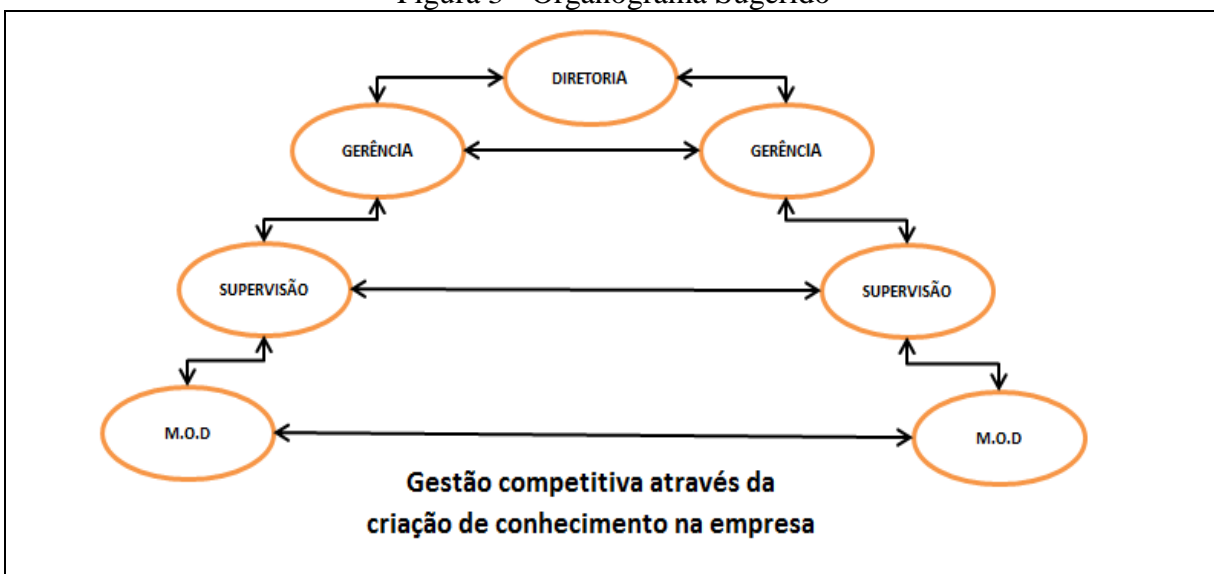 Figura 3 - Organograma Sugerido
DIRETORIA
GERÊNCIA
GERÊNCIA
SUPERVISÃO
SUPERVISÃO
M.O.D
M.O.D
Gestão competitiva através da
criação de conhecimento na empresa